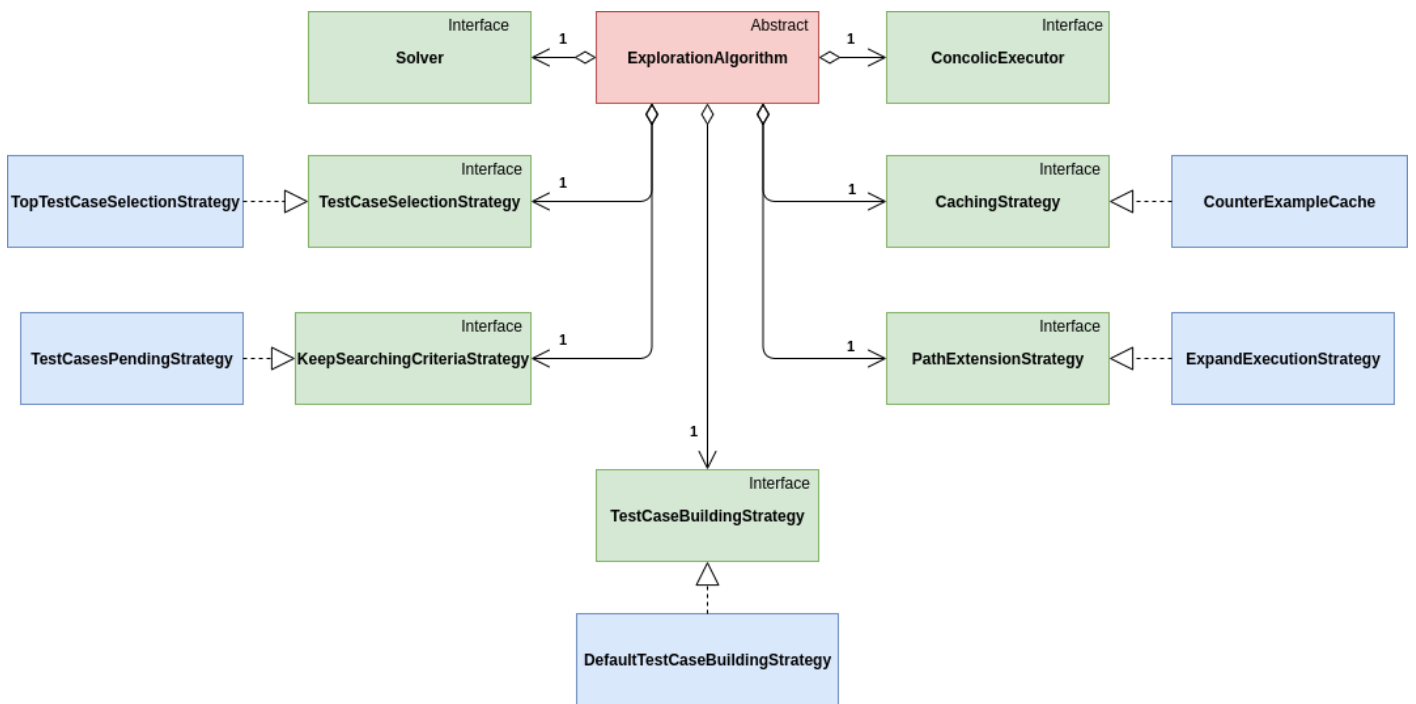 Interface
Solver
1
Abstract
ExplorationAlgorithm
1
Interface
ConcolicExecutor
TopTestCaseSelectionStrategy
Interface
TestCaseSelectionStrategy
1
1
Interface
CachingStrategy
CounterExampleCache
TestCasesPendingStrategy
Interface
KeepSearchingCriteriaStrategy
1
1
Interface
PathExtensionStrategy
ExpandExecutionStrategy
1
Interface
TestCaseBuildingStrategy
DefaultTestCaseBuildingStrategy